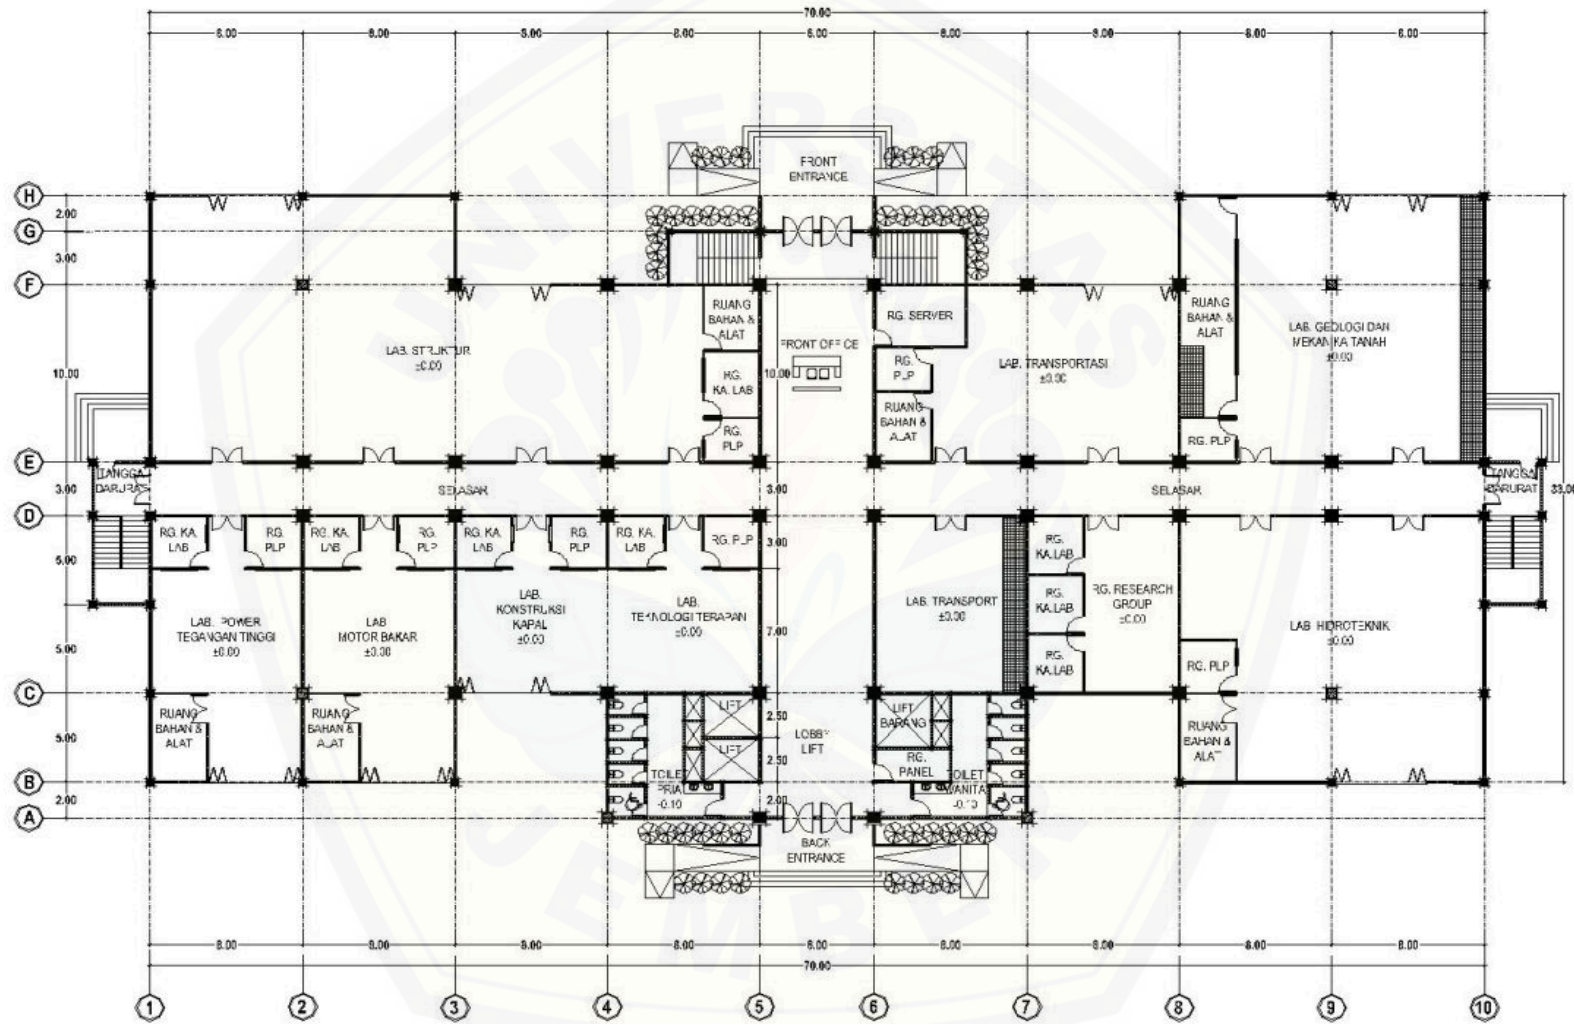 70.00
8.00 8.00 8.00 8.00 6.00 8.00 8.00 8.00
UNIVERSITAS
FRONT
ENTRANCE
H
2.00
G
3.00
F
RUANG
BAHAN &
ALAT
RG. SERVER
RUANG
BAHAN &
ALAT
LAB. GEOLOGI DAN
MEKANIKA TANAH
±0.00
LAB. STRUKTUR
±0.00
FRONT OFFICE
RG.
PLP
LAB. TRANSPORTASI
±0.00
10.00
RG.
KA. LAB
10.00
RUANG
BAHAN &
ALAT
RG.
PLP
RG. PLP
E
TANGGA
DARURAT
3.00
SELASAR
3.00
SELASAR
TANGGA
DARURAT
33.00
D
RG. KA.
LAB
RG.
PLP
RG. KA.
LAB
RG.
PLP
RG. KA.
LAB
RG.
PLP
RG. KA.
LAB
RG. PLP
3.00
RG.
KA.LAB
5.00
LAB. POWER
TEGANGAN TINGGI
±0.00
LAB
MOTOR BAKAR
±0.00
LAB.
KONSTRUKSI
KAPAL
±0.00
LAB.
TEKNOLOGI TERAPAN
±0.00
7.00
LAB. TRANSPORT
±0.00
RG.
KA.LAB
RG. RESEARCH
GROUP
±0.00
LAB HIDROTEKNIK
±0.00
5.00
RG.
KA.LAB
RG. PLP
C
RUANG
BAHAN &
ALAT
RUANG
BAHAN &
ALAT
LIFT
2.50
LIFT
BARANG
RUANG
BAHAN &
ALAT
5.00
LIFT
LOBBY
LIFT
2.50
RG.
PANEL
B
TOILET
PRIA
-0.10
TOILET
WANITA
-0.10
2.00
2.00
A
BACK
ENTRANCE
JEMBER
8.00 8.00 8.00 8.00 6.00 8.00 8.00 8.00
70.00
1 2 3 4 5 6 7 8 9 10